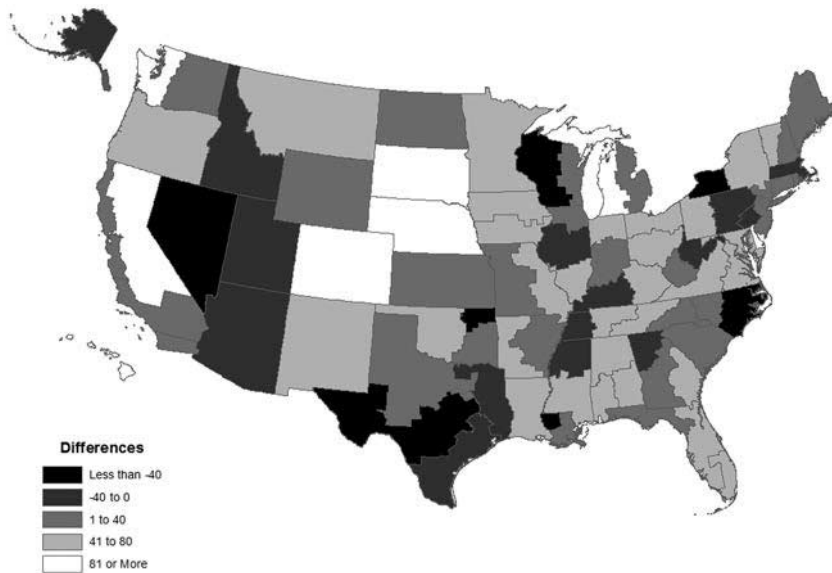 Differences
Less than -40
-40 to 0
1 to 40
41 to 80
81 or More